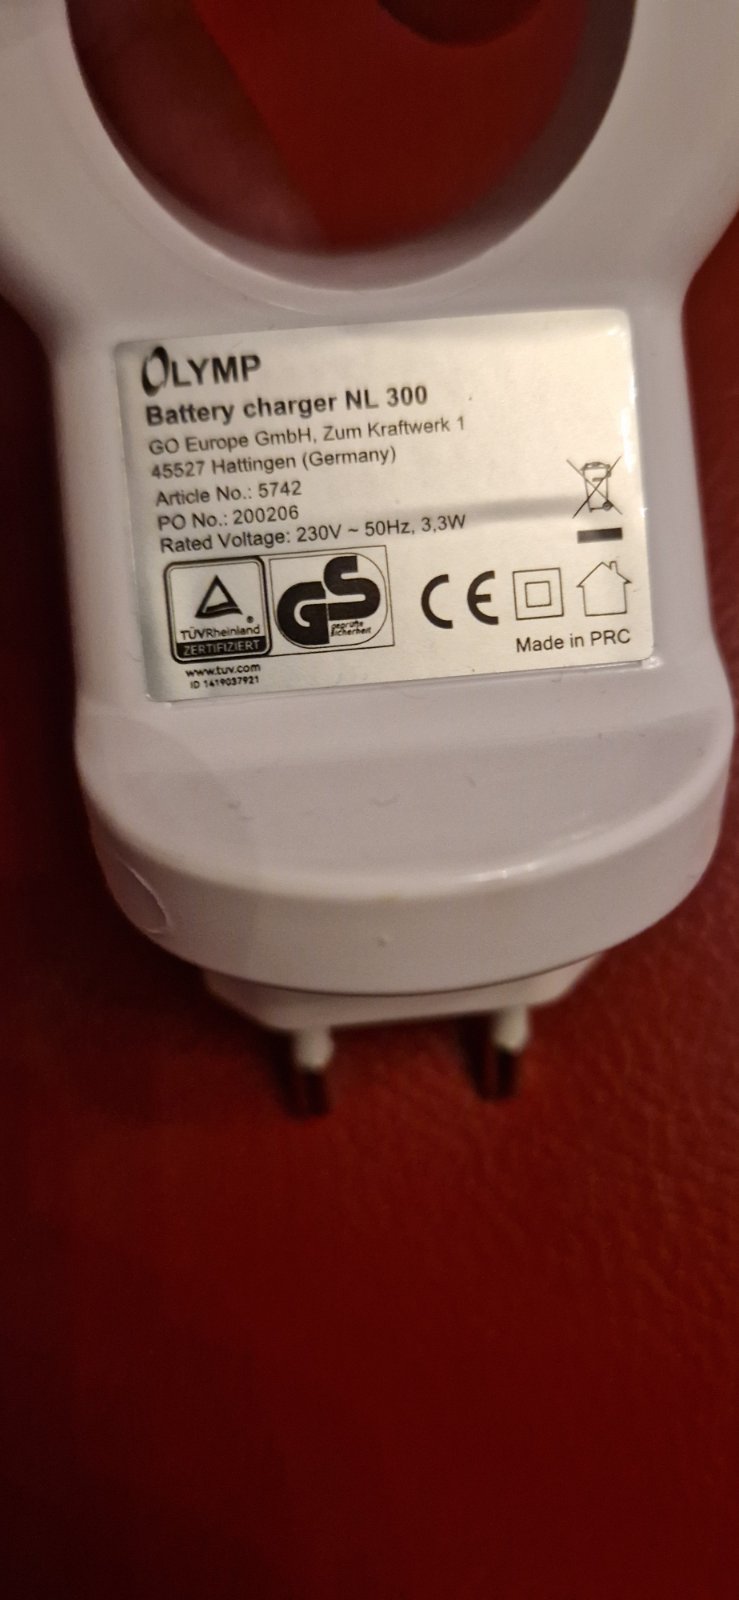 OLYMP
Battery charger NL 300
GO Europe GmbH, Zum Kraftwerk 1
45527 Hattingen (Germany)
Article No.: 5742
PO No.: 200206
Rated Voltage: 230V ~ 50Hz, 3,3W
TÜVRheinland ®
ZERTIFIZIERT
GS
geprüfte
Sicherheit
CE
www.tuv.com
ID 1419037921
Made in PRC